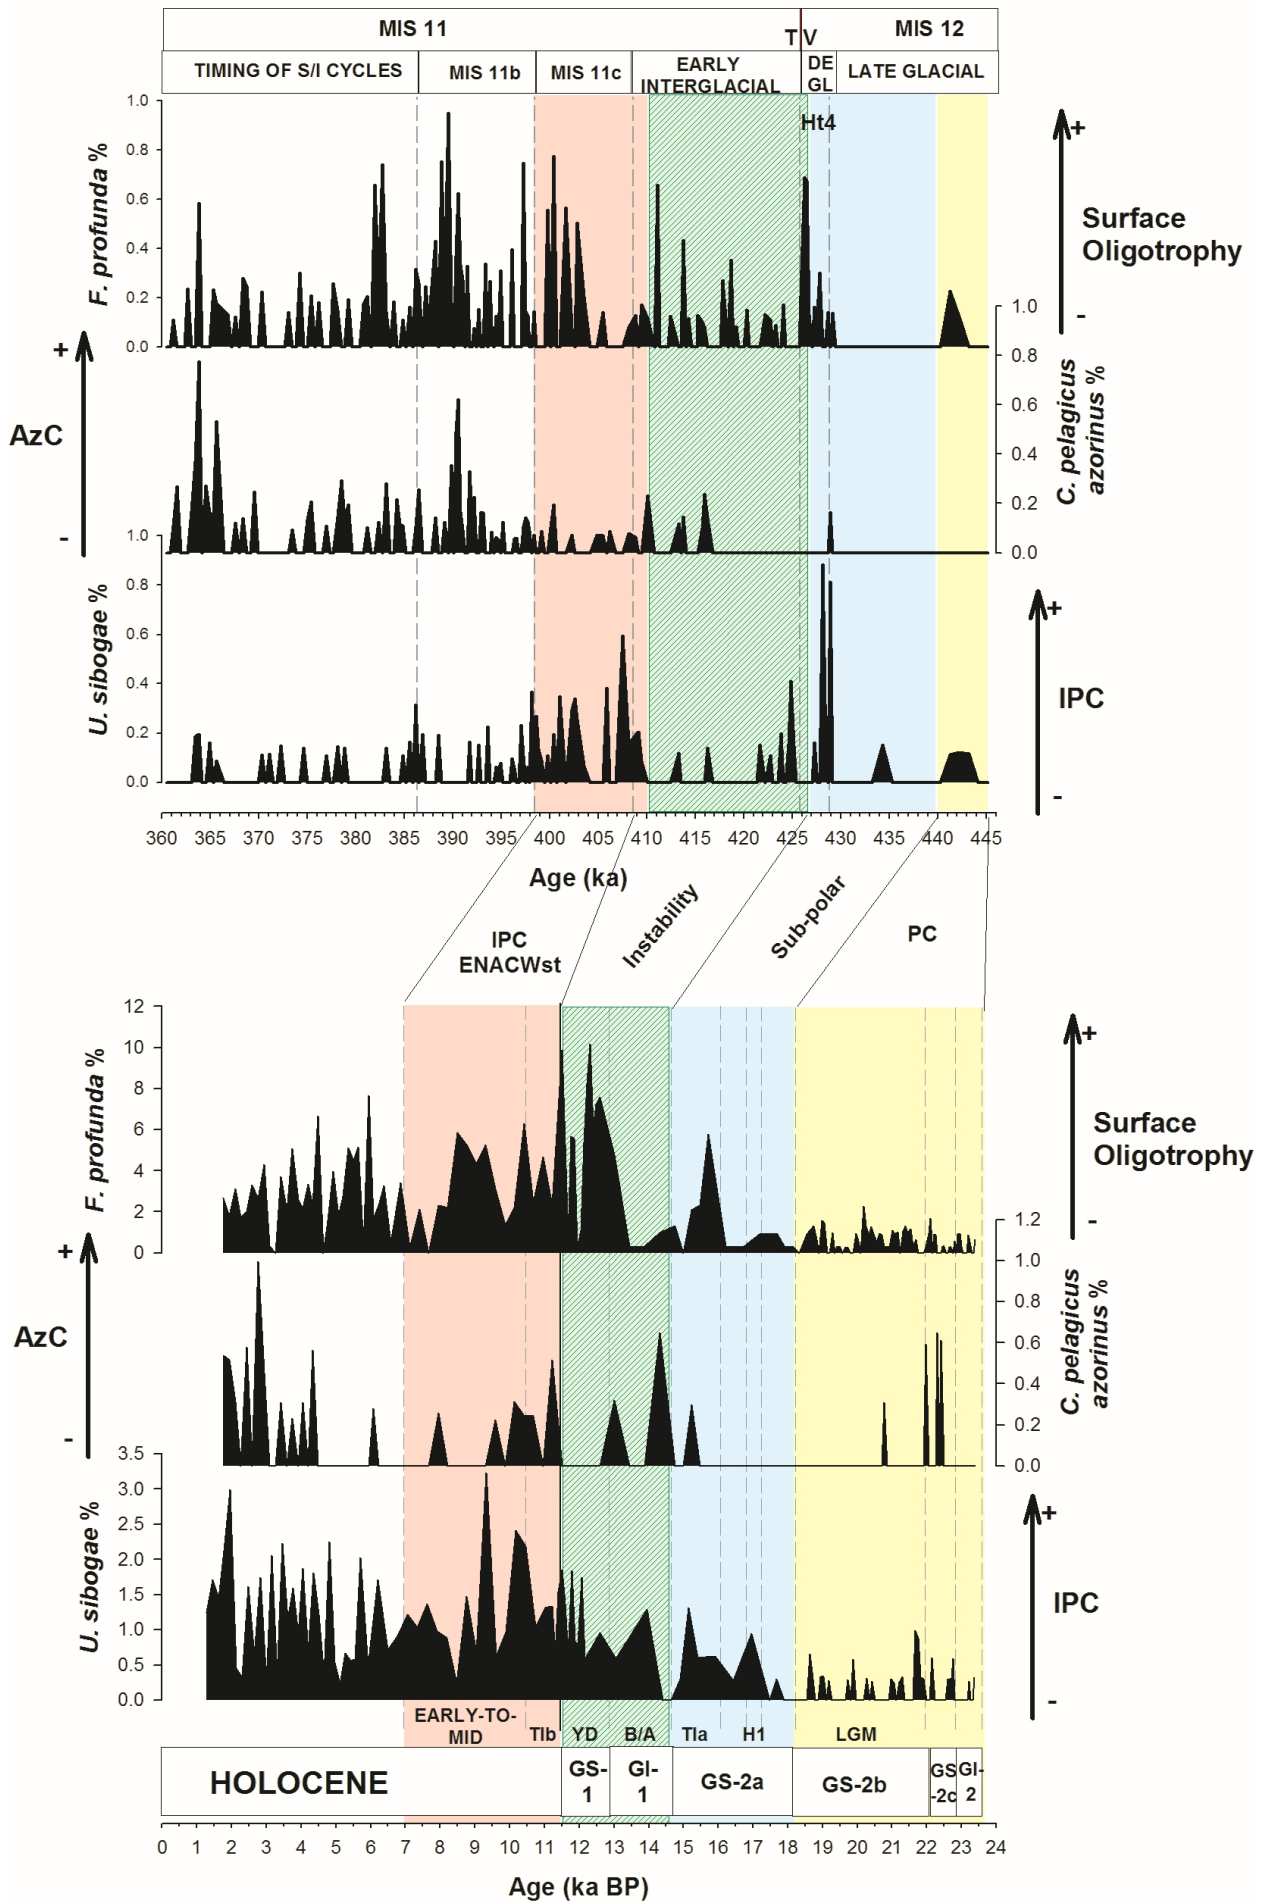 MIS 11
T V
MIS 12
TIMING OF S/I CYCLES
MIS 11b
MIS 11c
EARLY
INTERGLACIAL
DE
GL
LATE GLACIAL
Ht4
F. profunda %
1.0
0.8
0.6
0.4
0.2
0.0
+
Surface
Oligotrophy
-
+
AzC
-
1.0
0.8
0.6
0.4
0.2
0.0
C. pelagicus
azorinus %
U. sibogae %
1.0
0.8
0.6
0.4
0.2
0.0
+
IPC
-
360 365 370 375 380 385 390 395 400 405 410 415 420 425 430 435 440 445
Age (ka)
IPC
ENACWst
Instability
Sub-polar
PC
F. profunda %
12
10
8
6
4
2
0
+
Surface
Oligotrophy
-
+
AzC
-
1.2
1.0
0.8
0.6
0.4
0.2
0.0
C. pelagicus
azorinus %
U. sibogae %
3.5
3.0
2.5
2.0
1.5
1.0
0.5
0.0
+
IPC
-
EARLY-TO-
MID
TIb
YD
B/A
TIa
H1
LGM
HOLOCENE
GS-
1
GI-
1
GS-2a
GS-2b
GS
-2c
GI-
2
0 1 2 3 4 5 6 7 8 9 10 11 12 13 14 15 16 17 18 19 20 21 22 23 24
Age (ka BP)